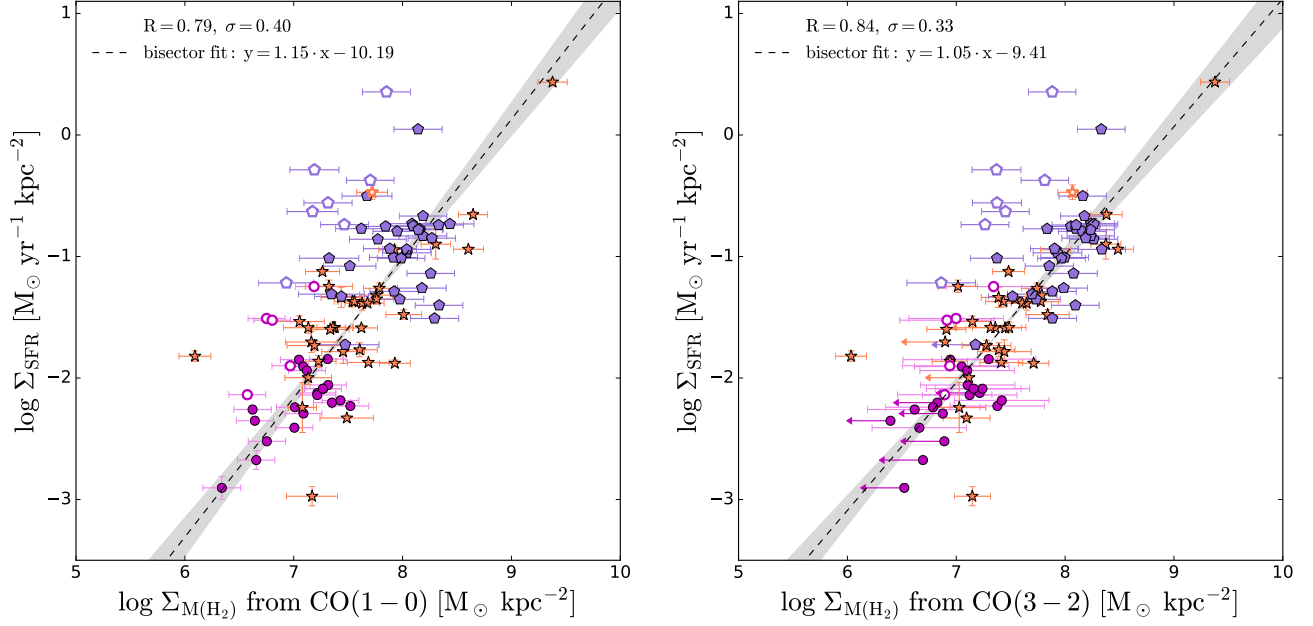 R = 0.79, σ = 0.40
bisector fit: y = 1.15 · x − 10.19
1
0
−1
−2
−3
log Σ_SFR [M_⊙ yr⁻¹ kpc⁻²]
5 6 7 8 9 10
log Σ_M(H₂) from CO(1 − 0) [M_⊙ kpc⁻²]
R = 0.84, σ = 0.33
bisector fit: y = 1.05 · x − 9.41
1
0
−1
−2
−3
log Σ_SFR [M_⊙ yr⁻¹ kpc⁻²]
5 6 7 8 9 10
log Σ_M(H₂) from CO(3 − 2) [M_⊙ kpc⁻²]